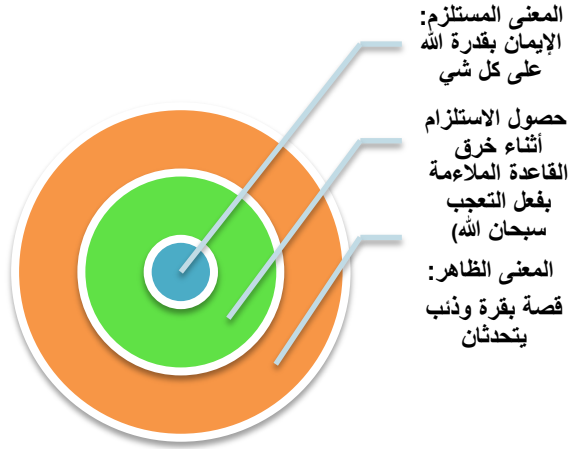 المعنى المستلزم:
الإيمان بقدرة الله
على كل شي
حصول الاستلزام
أثناء خرق
القاعدة الملاءمة
بفعل التعجب
سبحان الله)
المعنى الظاهر:
قصة بقرة وذئب
يتحدثان